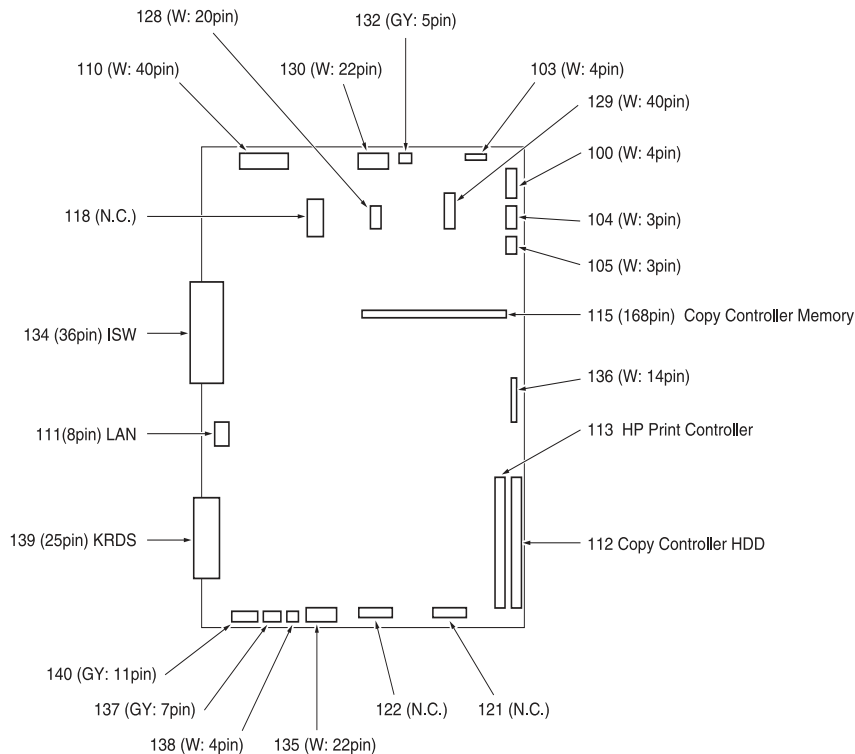 128 (W: 20pin)
132 (GY: 5pin)
110 (W: 40pin)
130 (W: 22pin)
103 (W: 4pin)
129 (W: 40pin)
100 (W: 4pin)
118 (N.C.)
104 (W: 3pin)
105 (W: 3pin)
134 (36pin) ISW
115 (168pin) Copy Controller Memory
136 (W: 14pin)
111(8pin) LAN
113 HP Print Controller
139 (25pin) KRDS
112 Copy Controller HDD
140 (GY: 11pin)
137 (GY: 7pin)
138 (W: 4pin)
135 (W: 22pin)
122 (N.C.)
121 (N.C.)